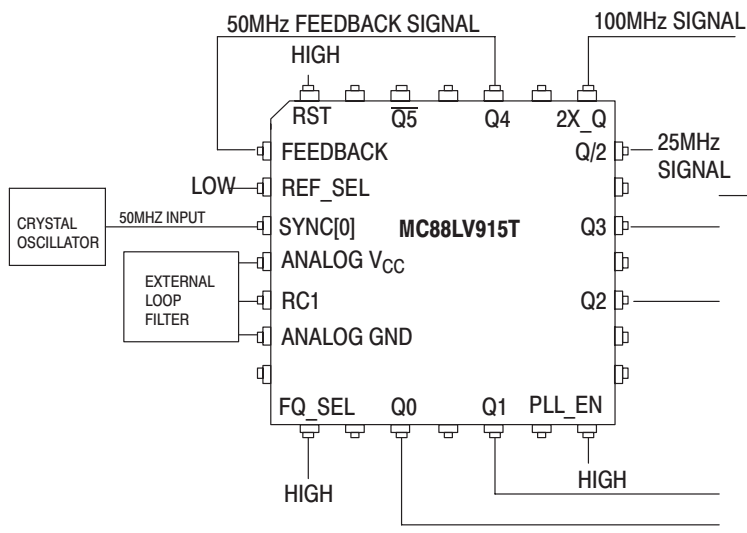 50MHz FEEDBACK SIGNAL
100MHz SIGNAL
HIGH
RST
Q5
Q4
2X_Q
FEEDBACK
Q/2
25MHz
SIGNAL
LOW
REF_SEL
CRYSTAL
OSCILLATOR
50MHZ INPUT
SYNC[0]
MC88LV915T
Q3
ANALOG VCC
EXTERNAL
LOOP
FILTER
RC1
Q2
ANALOG GND
FQ_SEL
Q0
Q1
PLL_EN
HIGH
HIGH